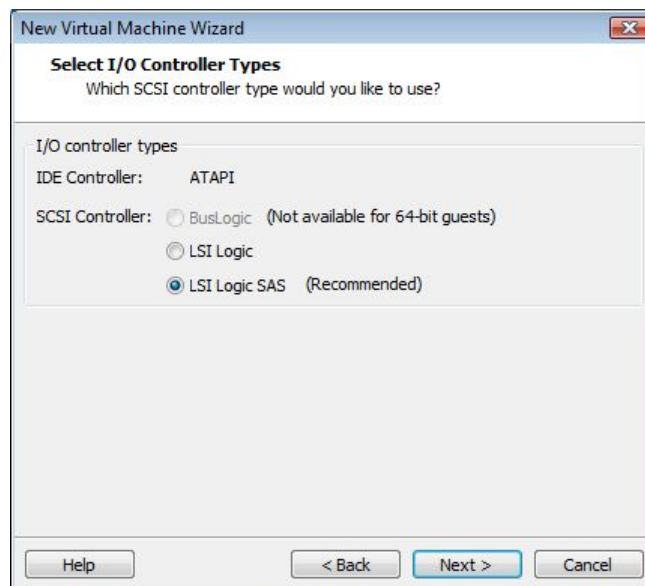 New Virtual Machine Wizard
Select I/O Controller Types
Which SCSI controller type would you like to use?
I/O controller types
IDE Controller: ATAPI
SCSI Controller: BusLogic (Not available for 64-bit guests)
LSI Logic
LSI Logic SAS (Recommended)
Help < Back Next > Cancel